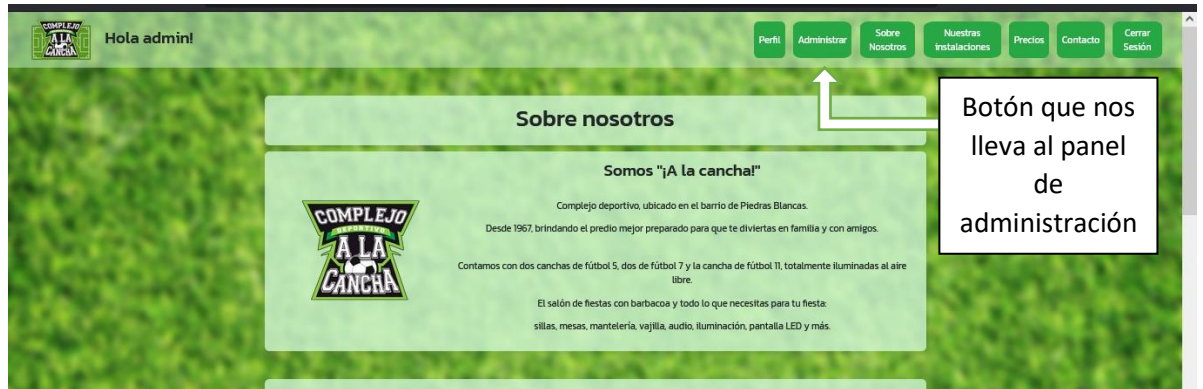 COMPLEJO
A LA
CANCHA
Hola admin!
Perfil
Administrar
Sobre
Nosotros
Nuestras
instalaciones
Precios
Contacto
Cerrar
Sesión
Botón que nos
lleva al panel
de
administración
Sobre nosotros
Somos "¡A la cancha!"
COMPLEJO
DEPORTIVO
A LA
CANCHA
Complejo deportivo, ubicado en el barrio de Piedras Blancas.
Desde 1967, brindando el predio mejor preparado para que te diviertas en familia y con amigos.
Contamos con dos canchas de fútbol 5, dos de fútbol 7 y la cancha de fútbol 11, totalmente iluminadas al aire
libre.
El salón de fiestas con barbacoa y todo lo que necesitas para tu fiesta:
sillas, mesas, mantelería, vajilla, audio, iluminación, pantalla LED y más.